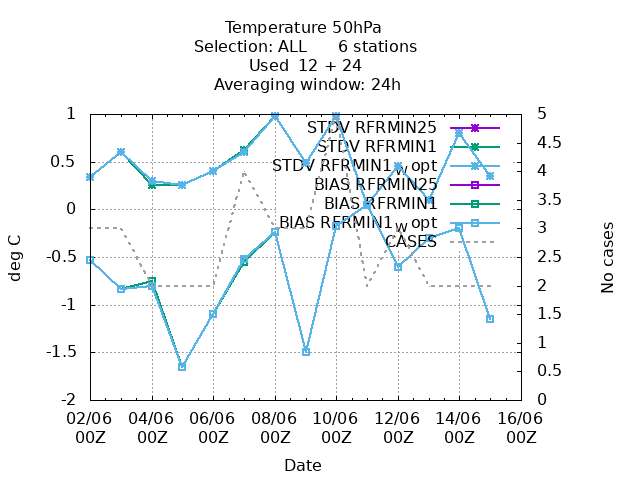 Temperature 50hPa
Selection: ALL 6 stations
Used 12 + 24
Averaging window: 24h
STDV RFRMIN25
STDV RFRMIN1
STDV RFRMIN1w opt
BIAS RFRMIN25
BIAS RFRMIN1
BIAS RFRMIN1w opt
CASES
deg C
1
0.5
0
-0.5
-1
-1.5
-2
5
4.5
4
3.5
3
2.5
2
1.5
1
0.5
0
No cases
02/06 04/06 06/06 08/06 10/06 12/06 14/06 16/06
00Z 00Z 00Z 00Z 00Z 00Z 00Z 00Z
Date